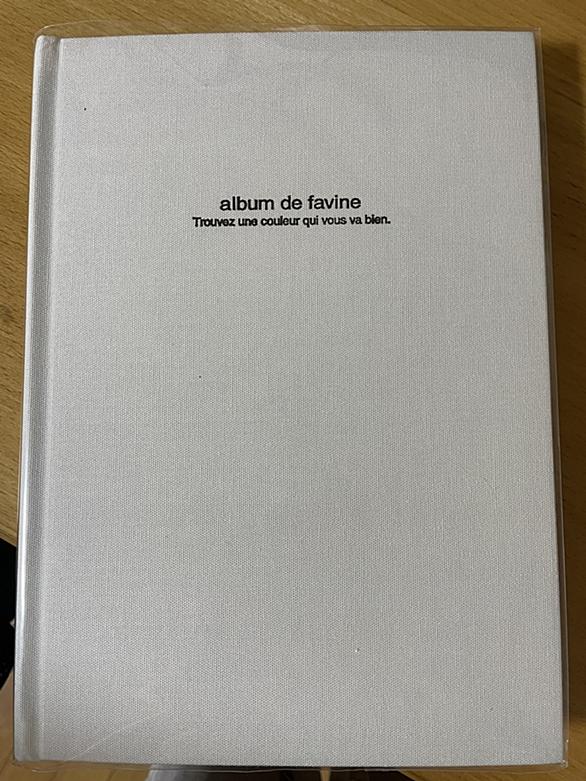 album de favine
Trouvez une couleur qui vous va bien.